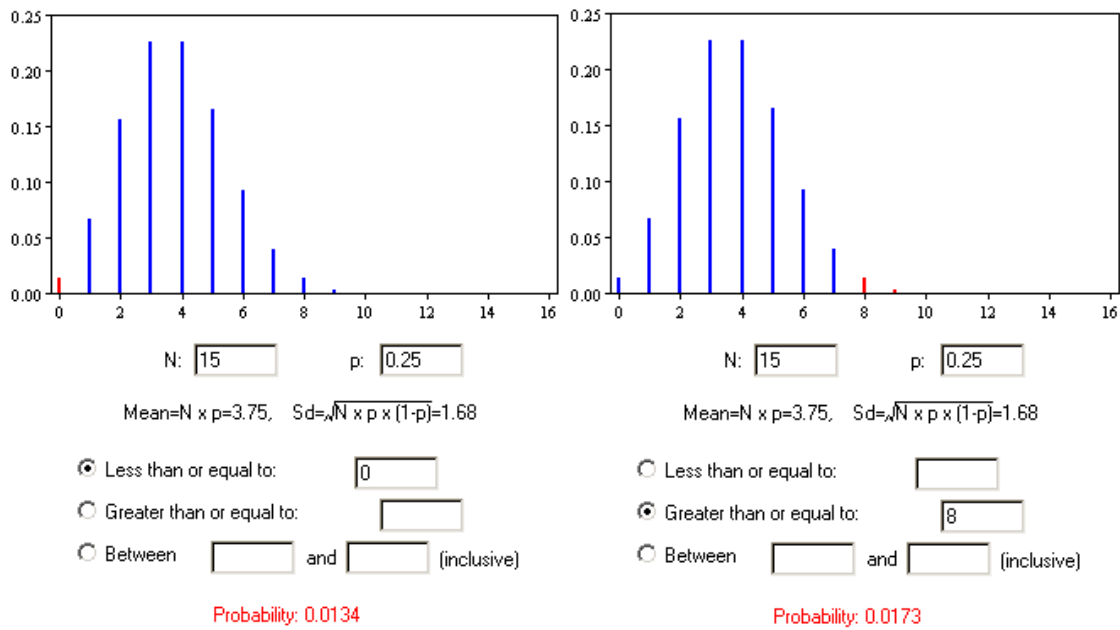 0.25
0.20
0.15
0.10
0.05
0.00
0 2 4 6 8 10 12 14 16
N: 15 p: 0.25
Mean=N x p=3.75, Sd=√N x p x (1-p)=1.68
Less than or equal to: 0
Greater than or equal to:
Between and (inclusive)
Probability: 0.0134
0.25
0.20
0.15
0.10
0.05
0.00
0 2 4 6 8 10 12 14 16
N: 15 p: 0.25
Mean=N x p=3.75, Sd=√N x p x (1-p)=1.68
Less than or equal to:
Greater than or equal to: 8
Between and (inclusive)
Probability: 0.0173